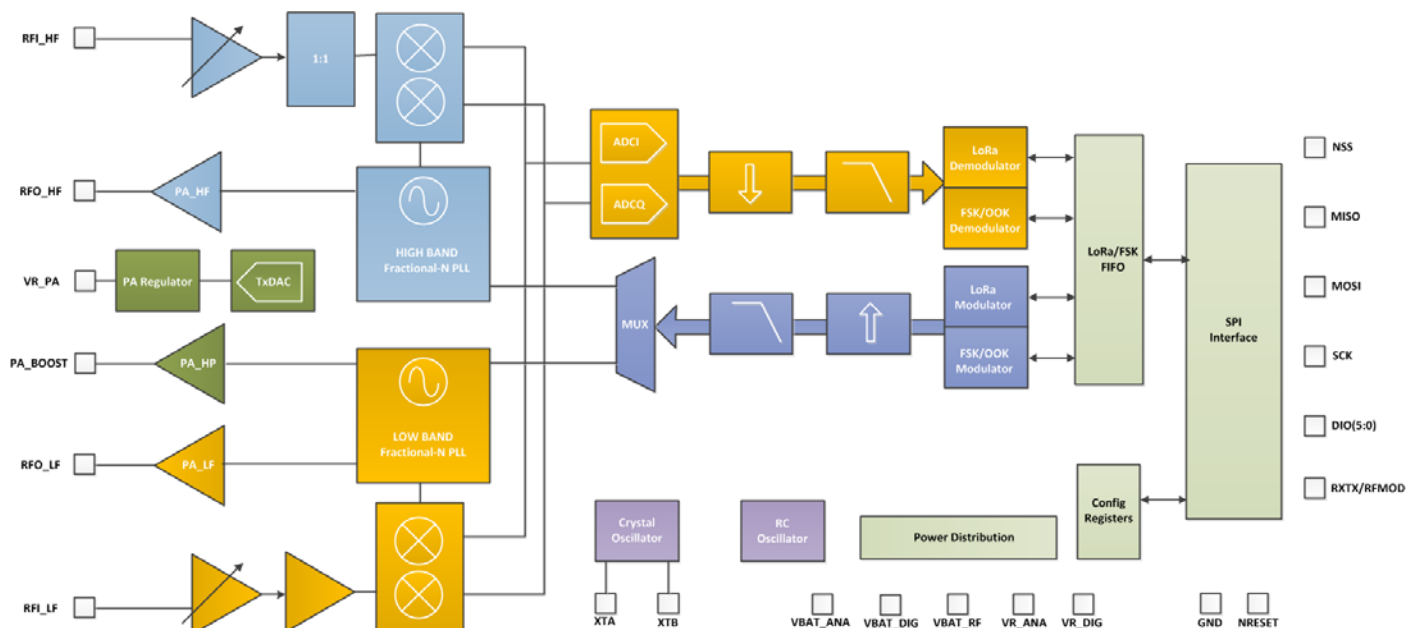 RFI_HF
1:1
RFO_HF
PA_HF
HIGH BAND
Fractional-N PLL
VR_PA
PA Regulator
TxDAC
PA_BOOST
PA_HP
LOW BAND
Fractional-N PLL
RFO_LF
PA_LF
RFI_LF
ADCI
ADCQ
MUX
LoRa
Demodulator
FSK/OOK
Demodulator
LoRa
Modulator
FSK/OOK
Modulator
LoRa/FSK
FIFO
SPI
Interface
Config
Registers
Crystal
Oscillator
RC
Oscillator
Power Distribution
XTA
XTB
VBAT_ANA
VBAT_DIG
VBAT_RF
VR_ANA
VR_DIG
GND
NRESET
NSS
MISO
MOSI
SCK
DIO(5:0)
RXTX/RFMOD